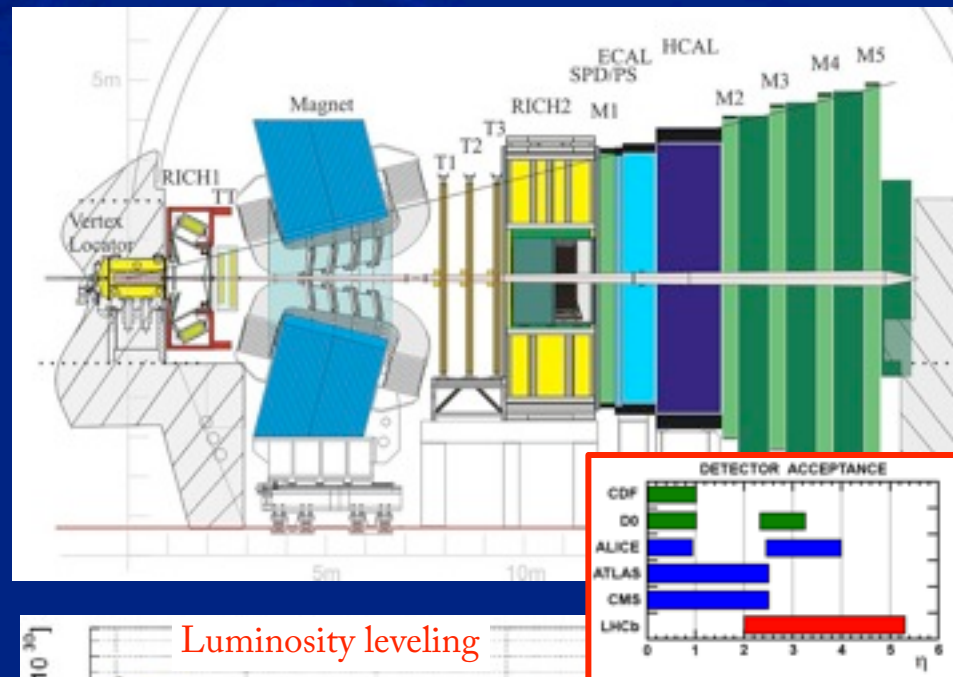 HCAL
ECAL
SPD/PS
M5
M4
M3
M2
M1
RICH2
5m
Magnet
T3
T2
T1
RICH1
TT
Vertex
Locator
5m
10m
DETECTOR ACCEPTANCE
CDF
D0
ALICE
ATLAS
CMS
LHCb
0 1 2 3 4 5 6
η
Luminosity leveling
10 30]